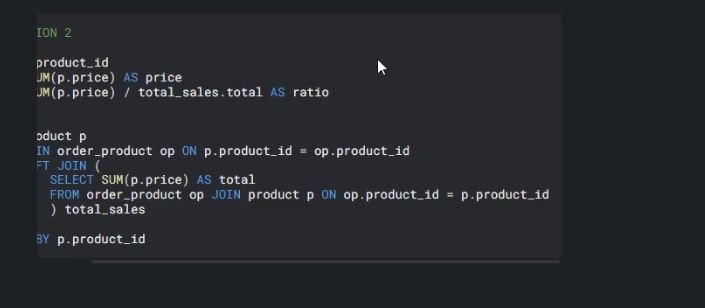 ION 2
product_id
UM(p.price) AS price
UM(p.price) / total_sales.total AS ratio
oduct p
IN order_product op ON p.product_id = op.product_id
FT JOIN (
SELECT SUM(p.price) AS total
FROM order_product op JOIN product p ON op.product_id = p.product_id
) total_sales
BY p.product_id